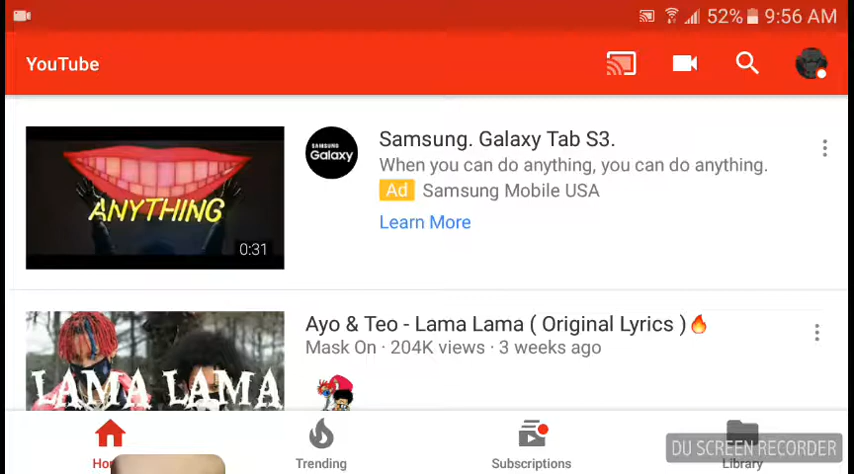 52% 9:56 AM
YouTube
ANYTHING
0:31
SAMSUNG
Galaxy
Samsung. Galaxy Tab S3.
When you can do anything, you can do anything.
Ad Samsung Mobile USA
Learn More
LAMA LAMA
Ayo & Teo - Lama Lama ( Original Lyrics )🔥
Mask On · 204K views · 3 weeks ago
Trending
Subscriptions
Library
DU SCREEN RECORDER